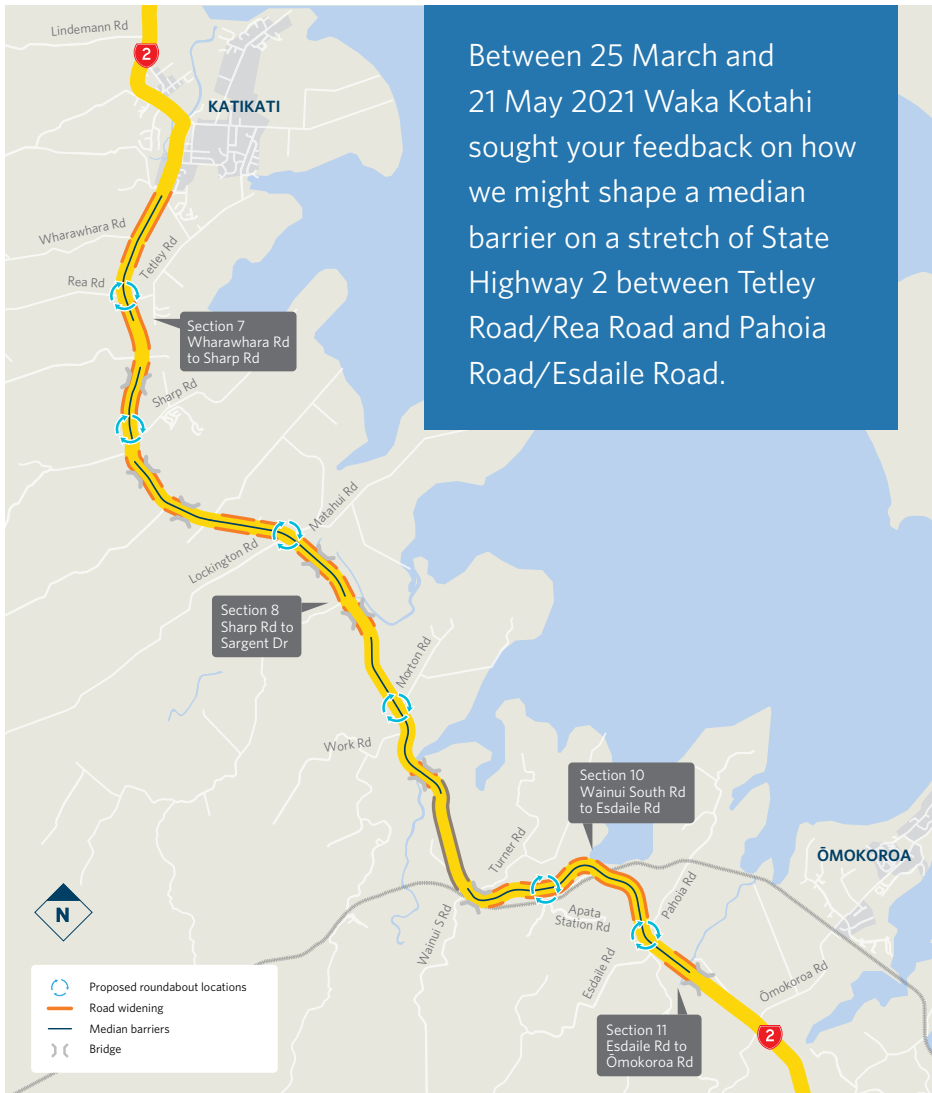 Lindemann Rd
2
KATIKATI
Between 25 March and
21 May 2021 Waka Kotahi
sought your feedback on how
we might shape a median
barrier on a stretch of State
Highway 2 between Tetley
Road/Rea Road and Pahoia
Road/Esdaile Road.
Wharawhara Rd
Tetley Rd
Rea Rd
Section 7
Wharawhara Rd
to Sharp Rd
Sharp Rd
Matahui Rd
Lockington Rd
Section 8
Sharp Rd to
Sargent Dr
Morton Rd
Work Rd
Section 10
Wainui South Rd
to Esdaile Rd
Turner Rd
ŌMOKOROA
Pahoia Rd
Wainui S Rd
Apata
Station Rd
Esdaile Rd
Ōmokoroa Rd
N
Section 11
Esdaile Rd to
Ōmokoroa Rd
2
Proposed roundabout locations
Road widening
Median barriers
Bridge